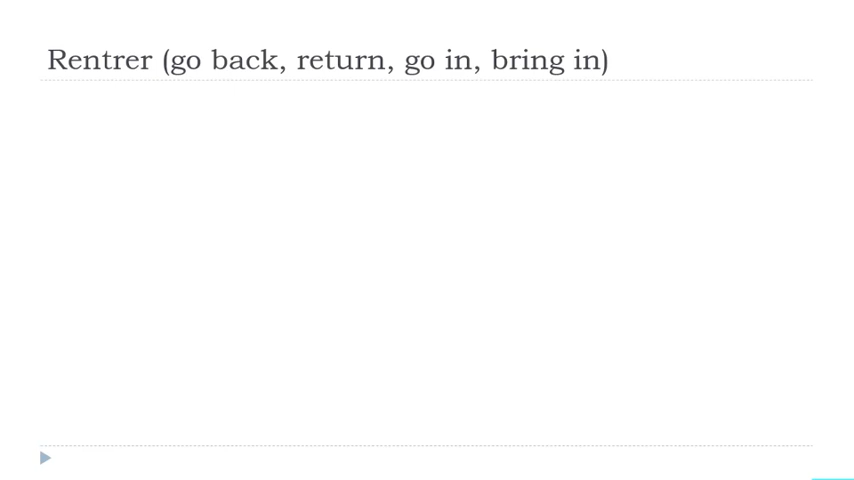 Rentrer (go back, return, go in, bring in)